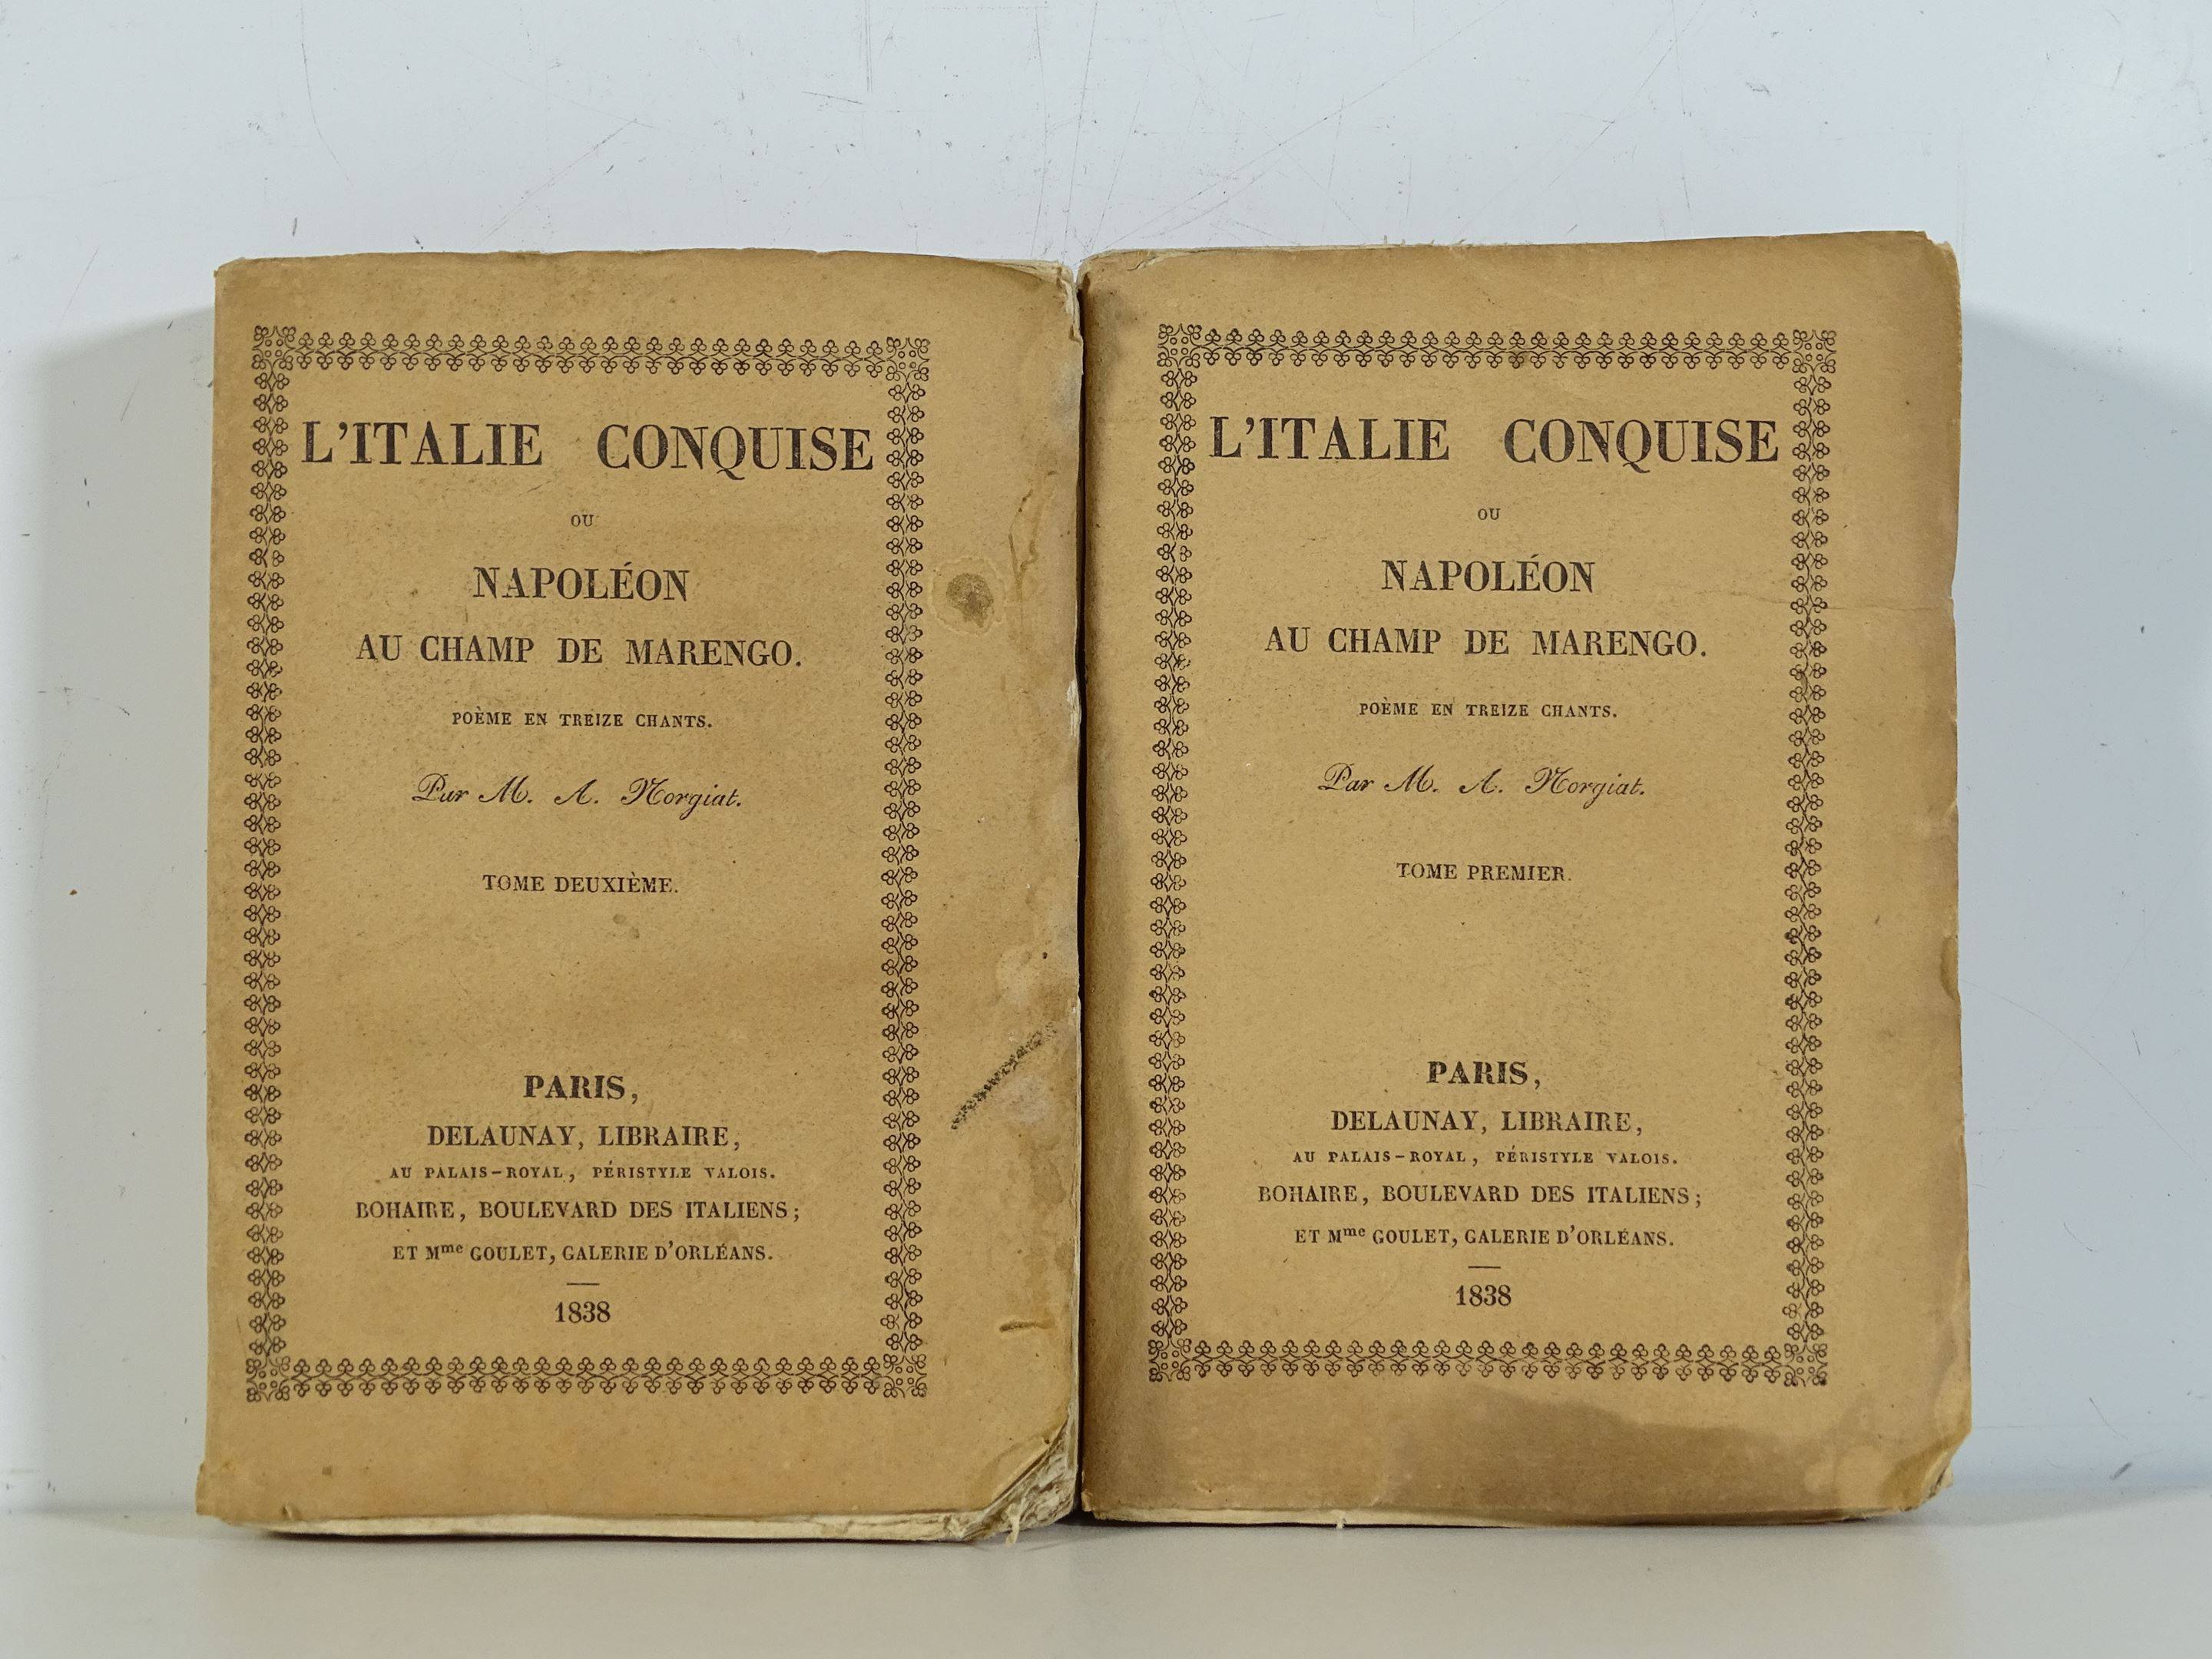 L'ITALIE CONQUISE
OU
NAPOLÉON
AU CHAMP DE MARENGO.
POÈME EN TREIZE CHANTS.
Par M. A. Norgiat.
TOME DEUXIÈME.
PARIS,
DELAUNAY, LIBRAIRE,
AU PALAIS-ROYAL, PÉRISTYLE VALOIS.
BOHAIRE, BOULEVARD DES ITALIENS;
ET Mme GOULET, GALERIE D'ORLÉANS.
1838
L'ITALIE CONQUISE
OU
NAPOLÉON
AU CHAMP DE MARENGO.
POÈME EN TREIZE CHANTS.
Par M. A. Norgiat.
TOME PREMIER.
PARIS,
DELAUNAY, LIBRAIRE,
AU PALAIS-ROYAL, PÉRISTYLE VALOIS.
BOHAIRE, BOULEVARD DES ITALIENS;
ET Mme GOULET, GALERIE D'ORLÉANS.
1838